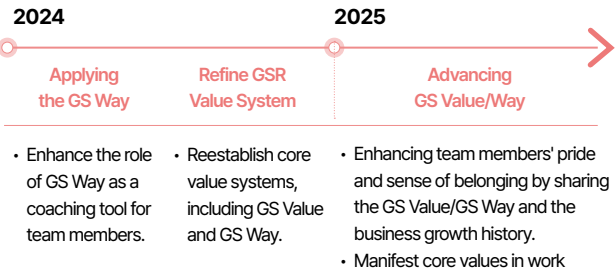 2024
2025
Applying
the GS Way
Refine GSR
Value System
Advancing
GS Value/Way
• Enhance the role
of GS Way as a
coaching tool for
team members.
• Reestablish core
value systems,
including GS Value
and GS Way.
• Enhancing team members' pride
and sense of belonging by sharing
the GS Value/GS Way and the
business growth history.
• Manifest core values in work